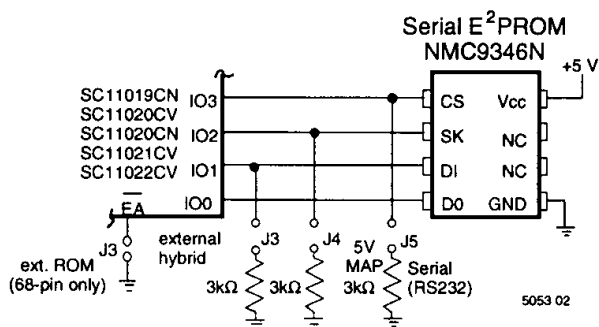 Serial E²PROM
NMC9346N
+5 V
SC11019CN
SC11020CV
SC11020CN
SC11021CV
SC11022CV
IO3
IO2
IO1
IO0
EA
CS
SK
DI
D0
Vcc
NC
NC
GND
J3
ext. ROM
(68-pin only)
external
hybrid
J3
J4
J5
5V
MAP
3kΩ
3kΩ
3kΩ
Serial
(RS232)
5053 02